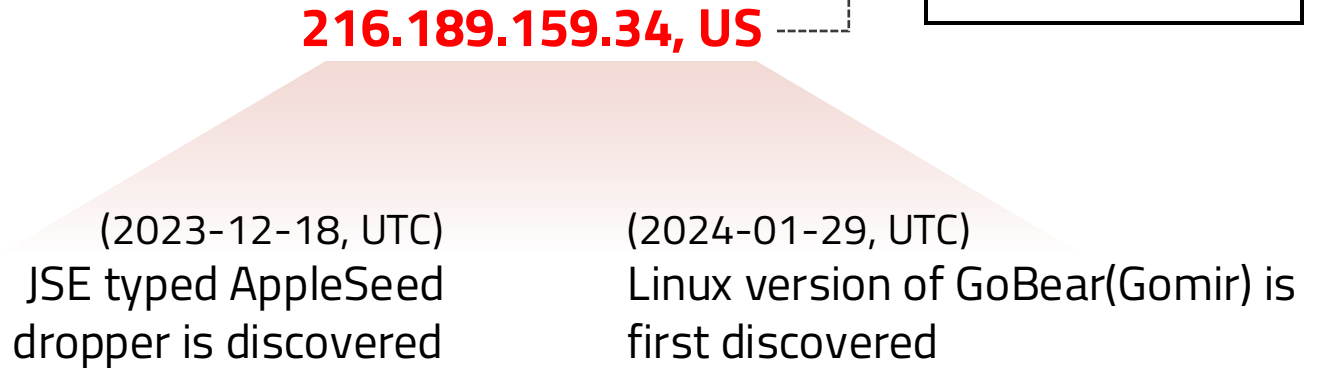 216.189.159.34, US
(2023-12-18, UTC)
JSE typed AppleSeed
dropper is discovered
(2024-01-29, UTC)
Linux version of GoBear(Gomir) is
first discovered